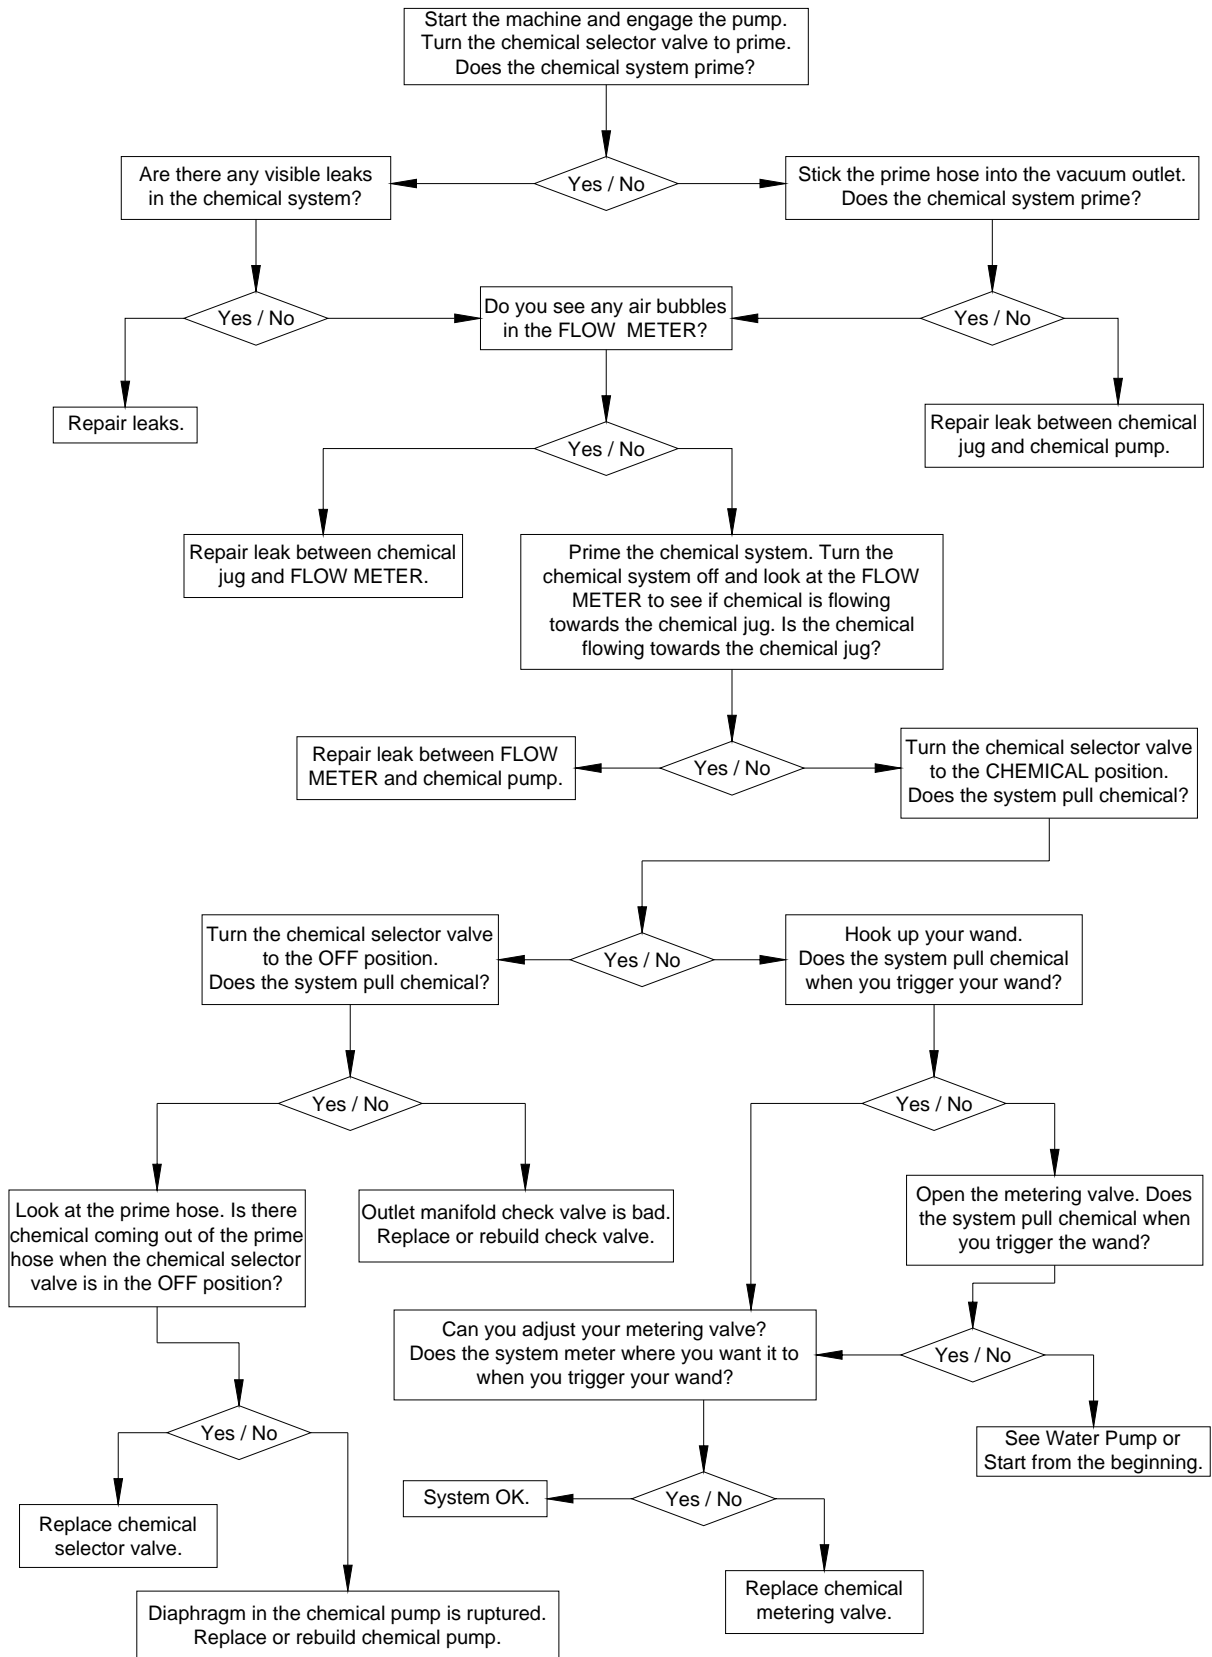 Start the machine and engage the pump.
Turn the chemical selector valve to prime.
Does the chemical system prime?
Are there any visible leaks
in the chemical system?
Yes / No
Stick the prime hose into the vacuum outlet.
Does the chemical system prime?
Yes / No
Do you see any air bubbles
in the FLOW METER?
Yes / No
Repair leaks.
Yes / No
Repair leak between chemical
jug and chemical pump.
Repair leak between chemical
jug and FLOW METER.
Prime the chemical system. Turn the
chemical system off and look at the FLOW
METER to see if chemical is flowing
towards the chemical jug. Is the chemical
flowing towards the chemical jug?
Repair leak between FLOW
METER and chemical pump.
Yes / No
Turn the chemical selector valve
to the CHEMICAL position.
Does the system pull chemical?
Turn the chemical selector valve
to the OFF position.
Does the system pull chemical?
Yes / No
Hook up your wand.
Does the system pull chemical
when you trigger your wand?
Yes / No
Yes / No
Look at the prime hose. Is there
chemical coming out of the prime
hose when the chemical selector
valve is in the OFF position?
Outlet manifold check valve is bad.
Replace or rebuild check valve.
Open the metering valve. Does
the system pull chemical when
you trigger the wand?
Can you adjust your metering valve?
Does the system meter where you want it to
when you trigger your wand?
Yes / No
Yes / No
See Water Pump or
Start from the beginning.
System OK.
Yes / No
Replace chemical
selector valve.
Replace chemical
metering valve.
Diaphragm in the chemical pump is ruptured.
Replace or rebuild chemical pump.